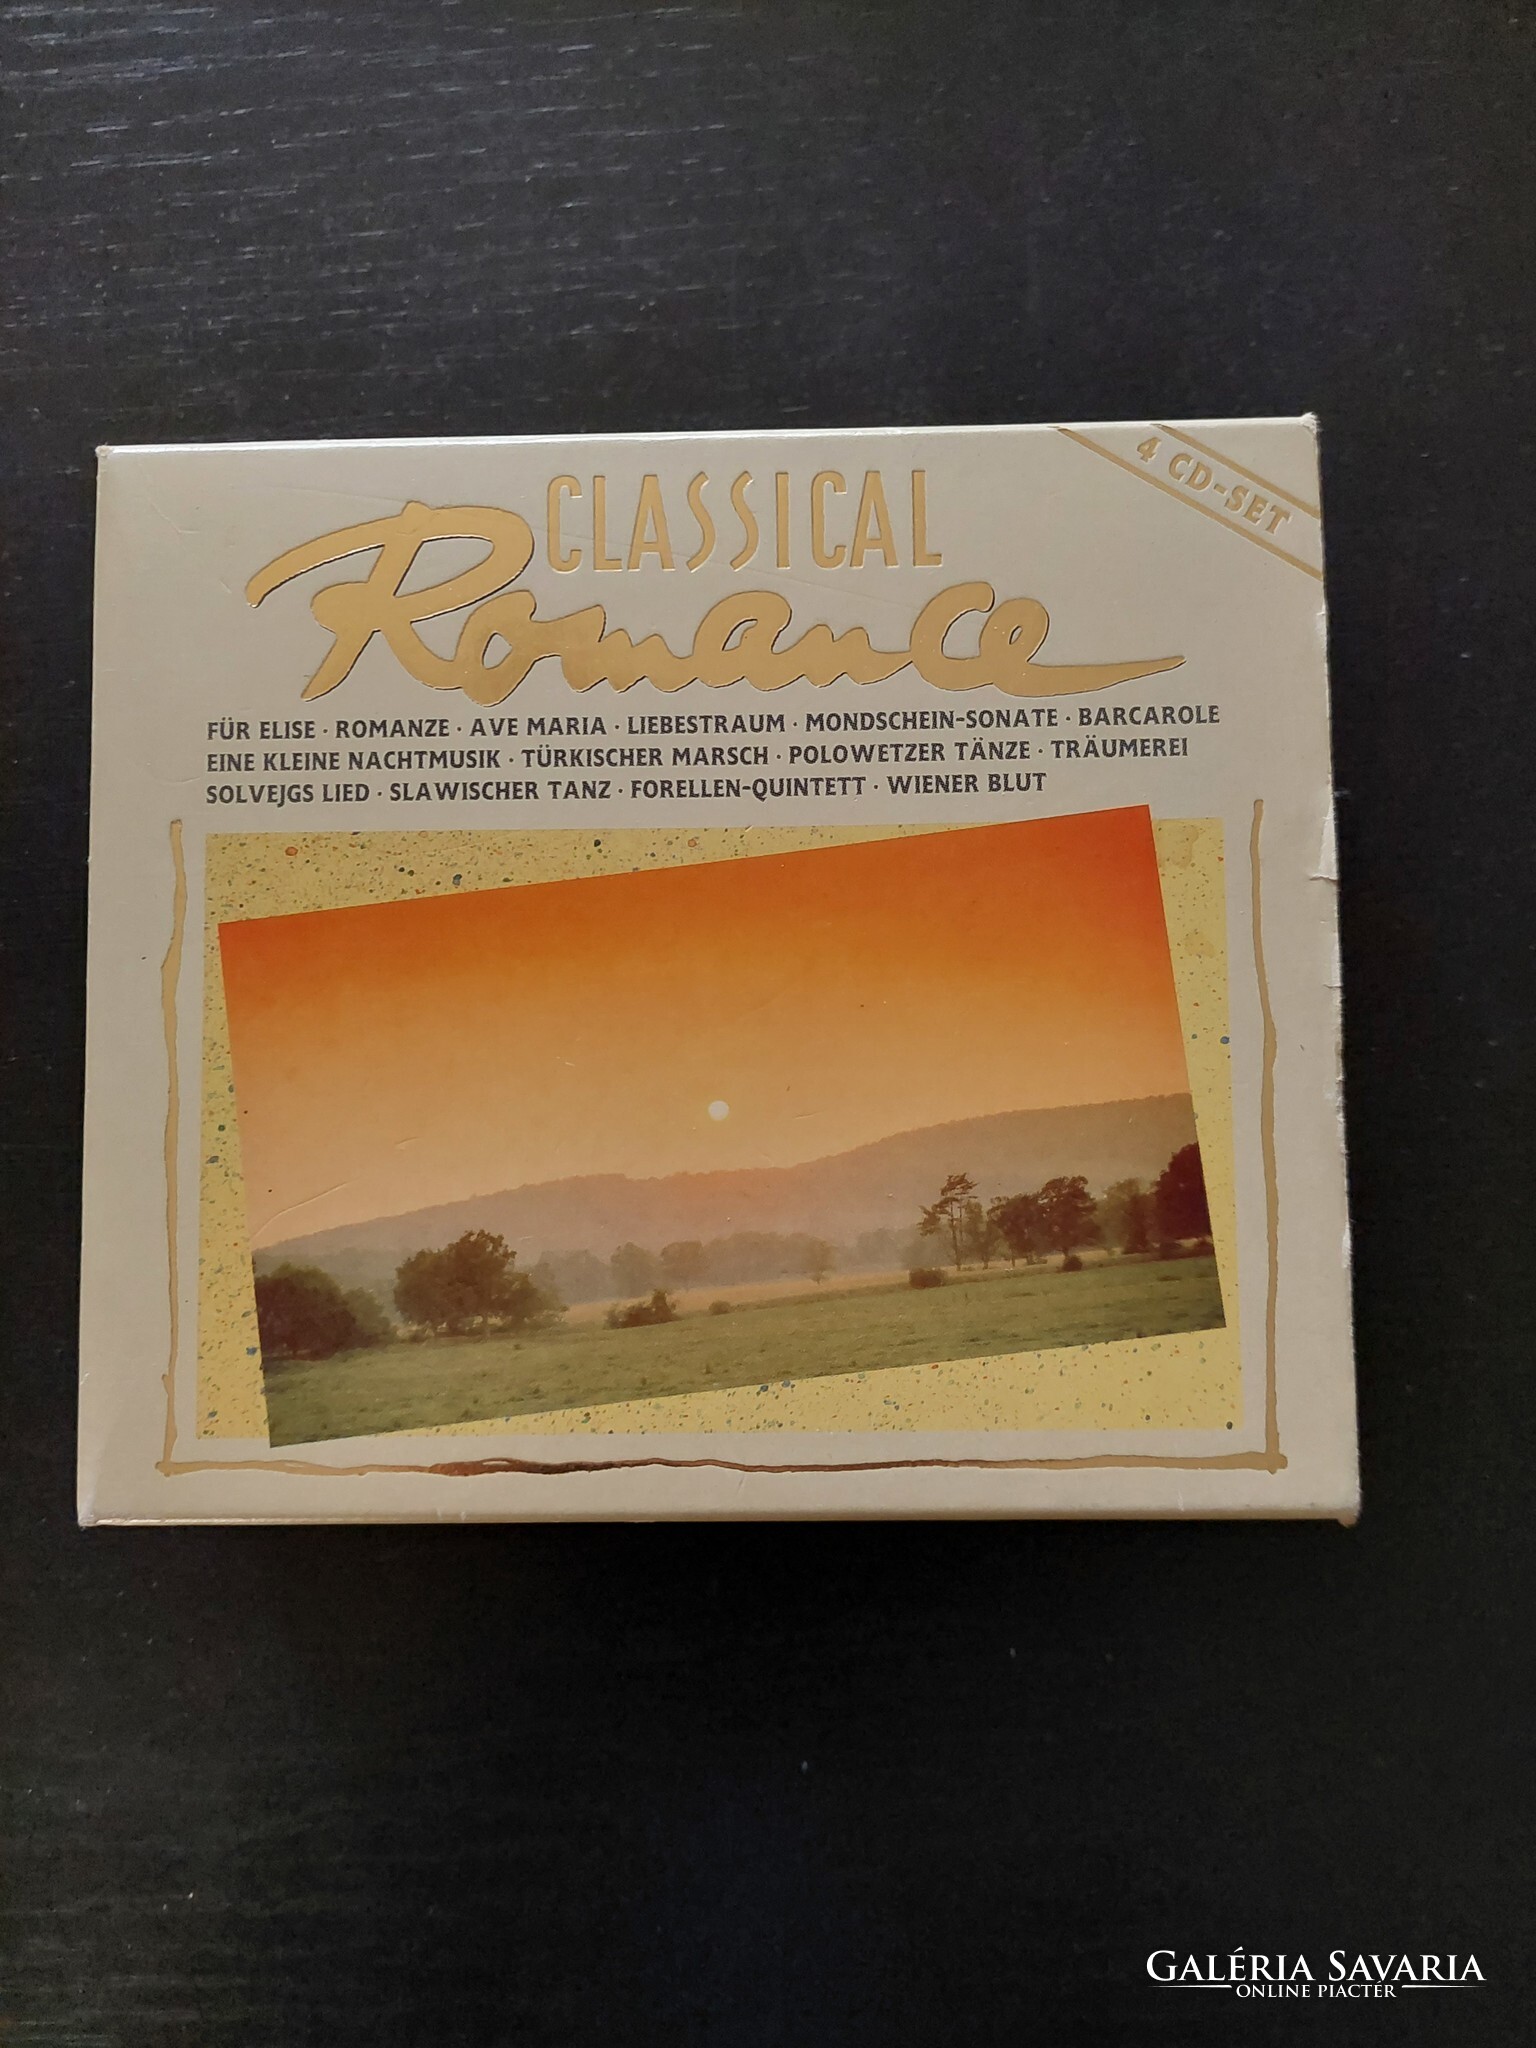 4 CD-SET
CLASSICAL
Romance
FÜR ELISE · ROMANZE · AVE MARIA · LIEBESTRAUM · MONDSCHEIN-SONATE · BARCAROLE
EINE KLEINE NACHTMUSIK · TÜRKISCHER MARSCH · POLOWETZER TÄNZE · TRÄUMEREI
SOLVEJGS LIED · SLAWISCHER TANZ · FORELLEN-QUINTETT · WIENER BLUT
GALÉRIA SAVARIA
ONLINE PIACTÉR